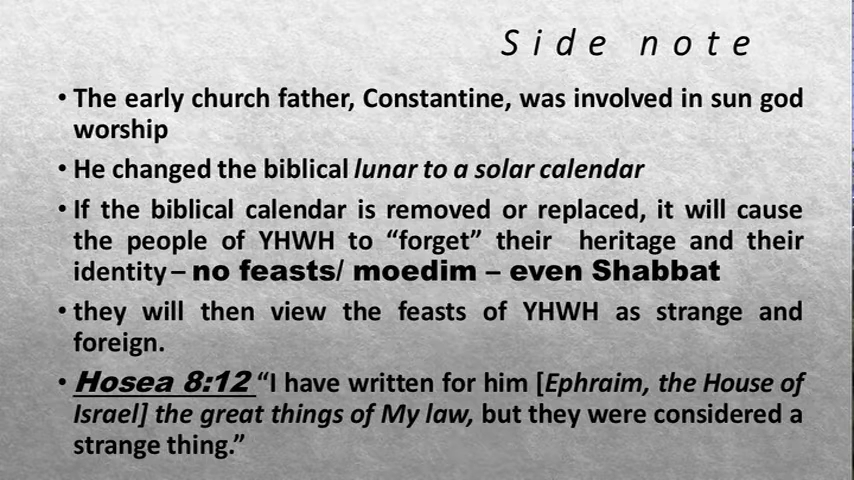 Side note
• The early church father, Constantine, was involved in sun god
worship
• He changed the biblical lunar to a solar calendar
• If the biblical calendar is removed or replaced, it will cause
the people of YHWH to “forget” their heritage and their
identity – no feasts/ moedim – even Shabbat
• they will then view the feasts of YHWH as strange and
foreign.
• Hosea 8:12 “I have written for him [Ephraim, the House of
Israel] the great things of My law, but they were considered a
strange thing.”